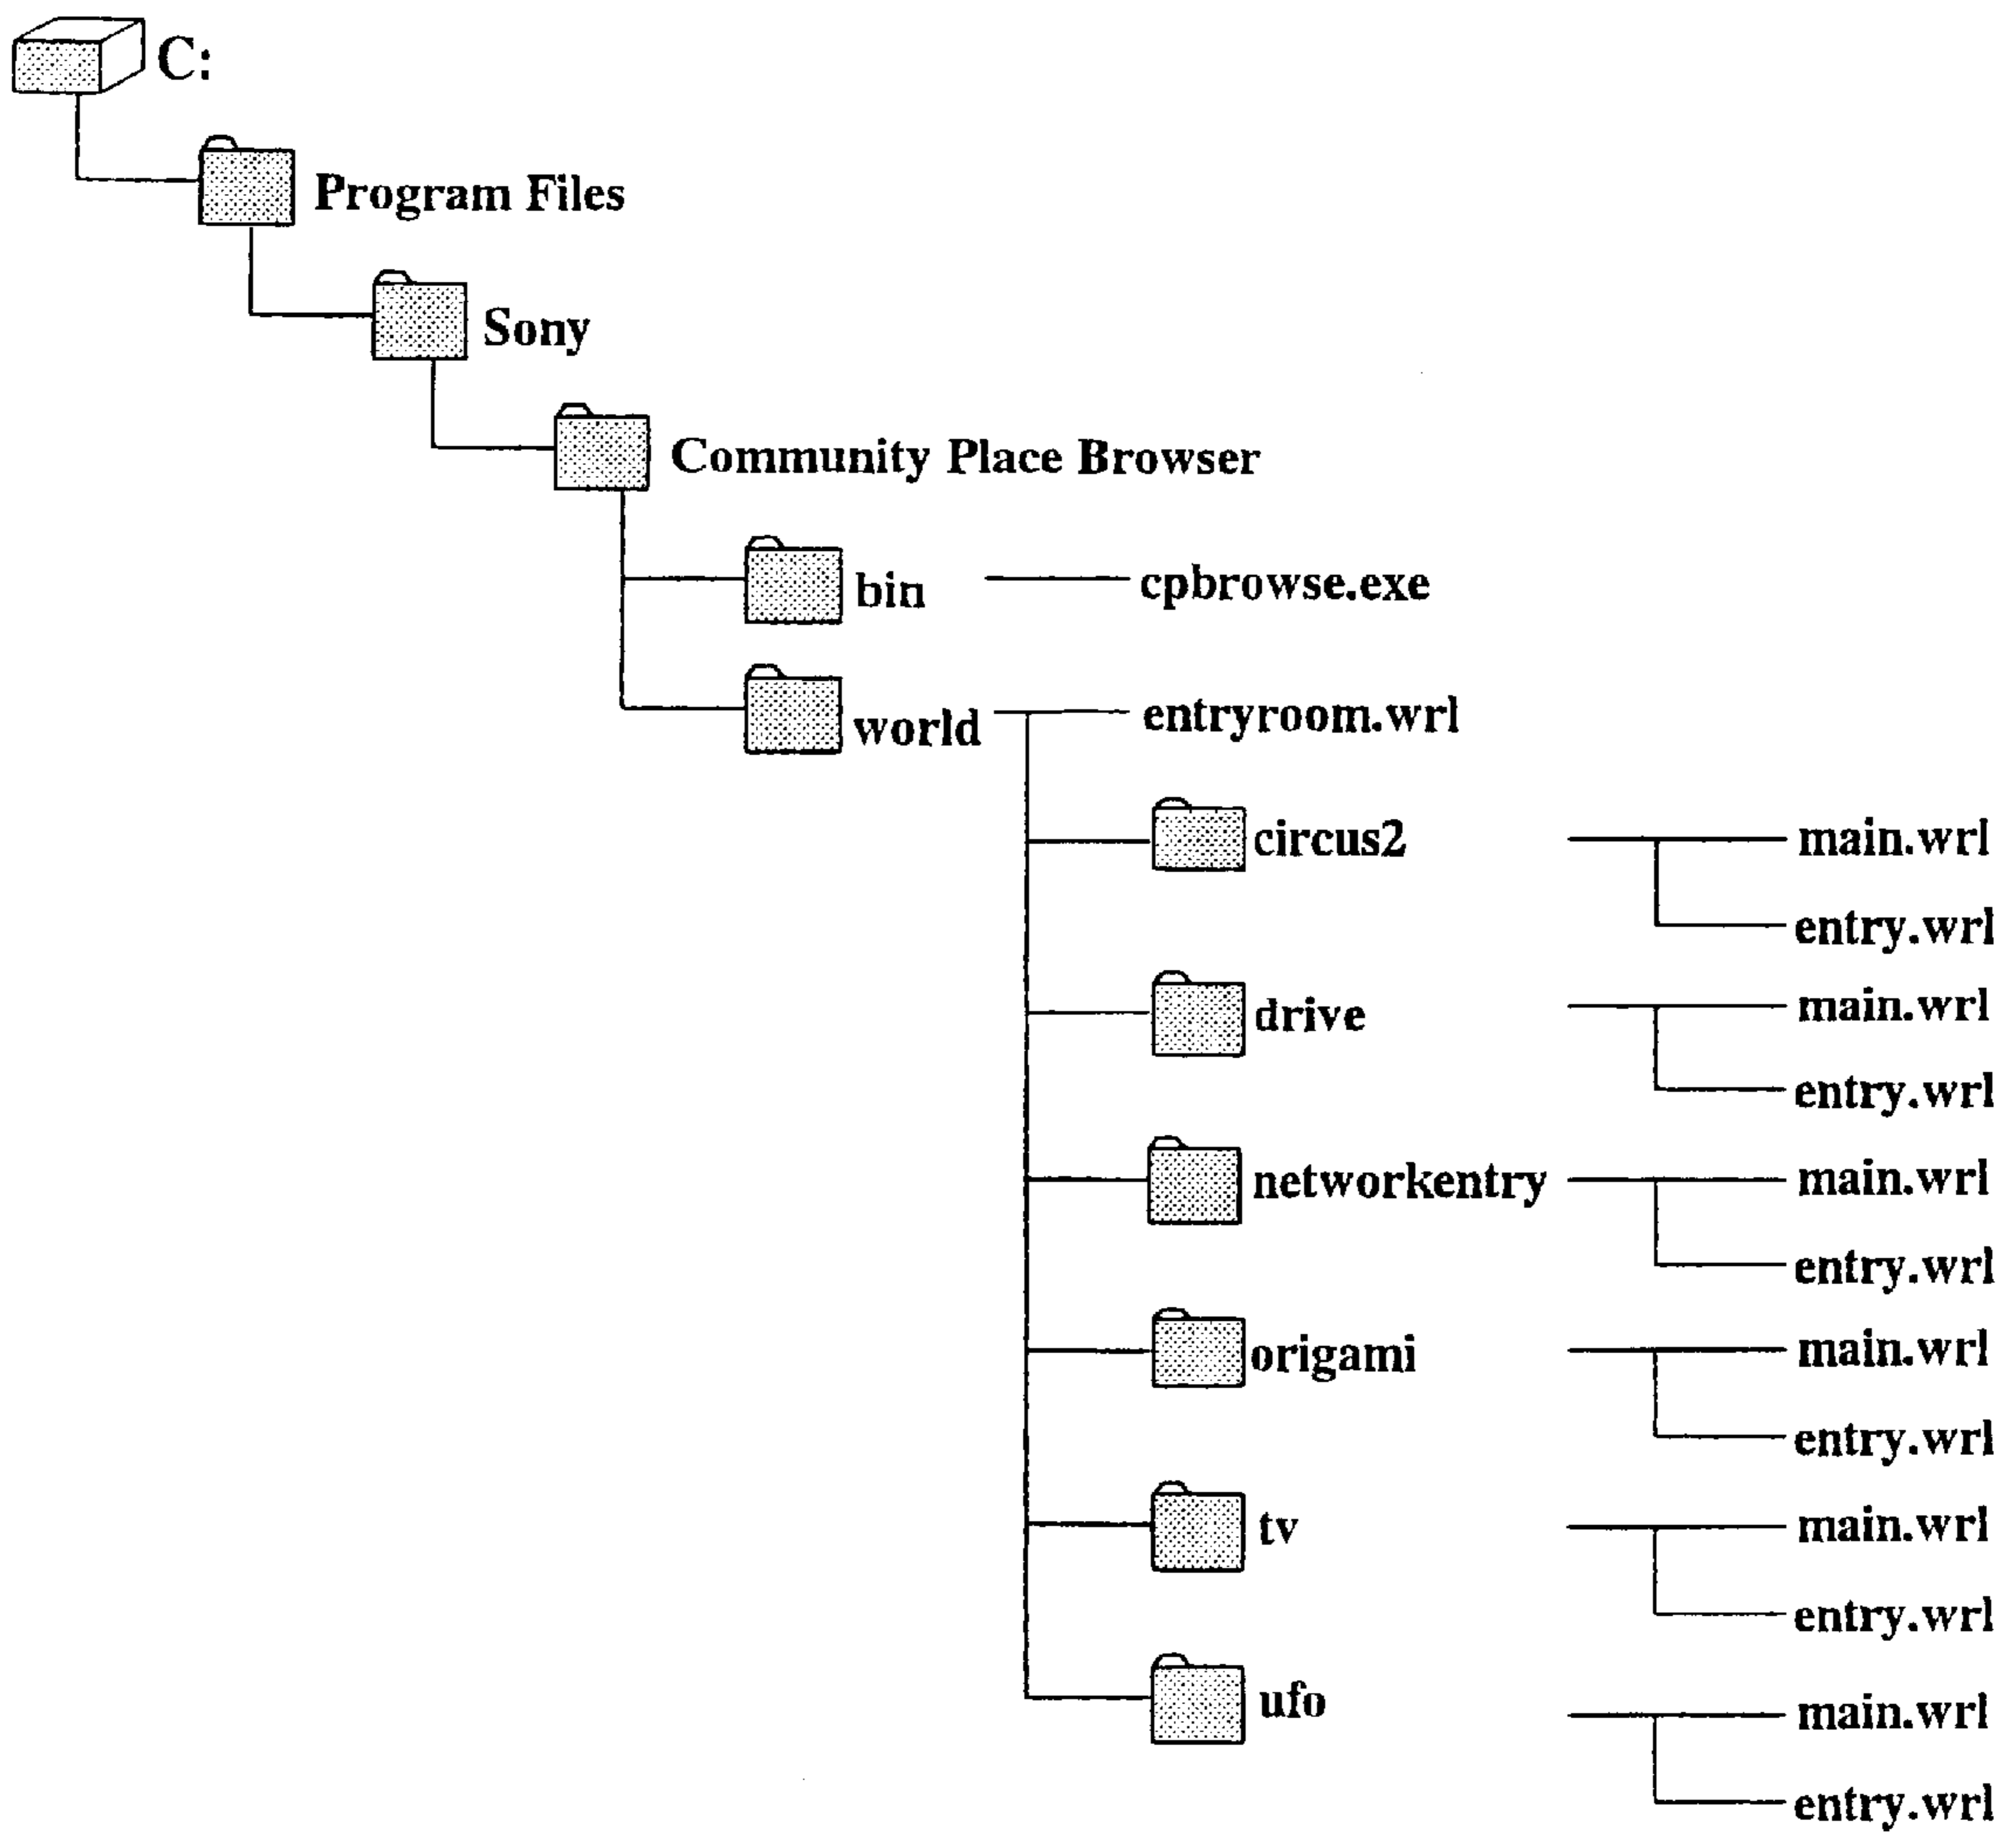 C:
Program Files
Sony
Community Place Browser
bin cpbrowse.exe
world entryroom.wrl
circus2 main.wrl
entry.wrl
drive main.wrl
entry.wrl
networkentry main.wrl
entry.wrl
origami main.wrl
entry.wrl
tv main.wrl
entry.wrl
ufo main.wrl
entry.wrl